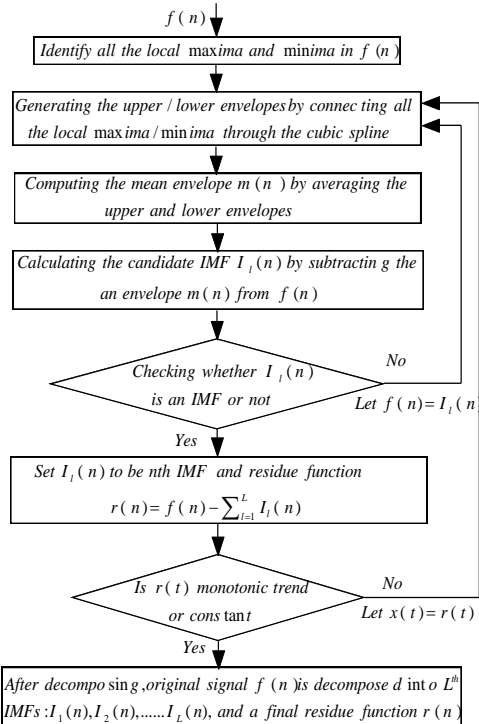 f(n)
Identify all the local maxima and minima in f(n)
Generating the upper / lower envelopes by connecting all
the local maxima / minima through the cubic spline
Computing the mean envelope m(n) by averaging the
upper and lower envelopes
Calculating the candidate IMF I_l(n) by subtracting the
an envelope m(n) from f(n)
Checking whether I_l(n)
is an IMF or not
No
Let f(n)=I_l(n)
Yes
Set I_l(n) to be nth IMF and residue function
r(n)=f(n)−∑_{l=1}^{L} I_l(n)
Is r(t) monotonic trend
or constant
No
Let x(t)=r(t)
Yes
After decomposing,original signal f(n)is decomposed into L^th
IMFs:I_1(n),I_2(n),......I_L(n), and a final residue function r(n)